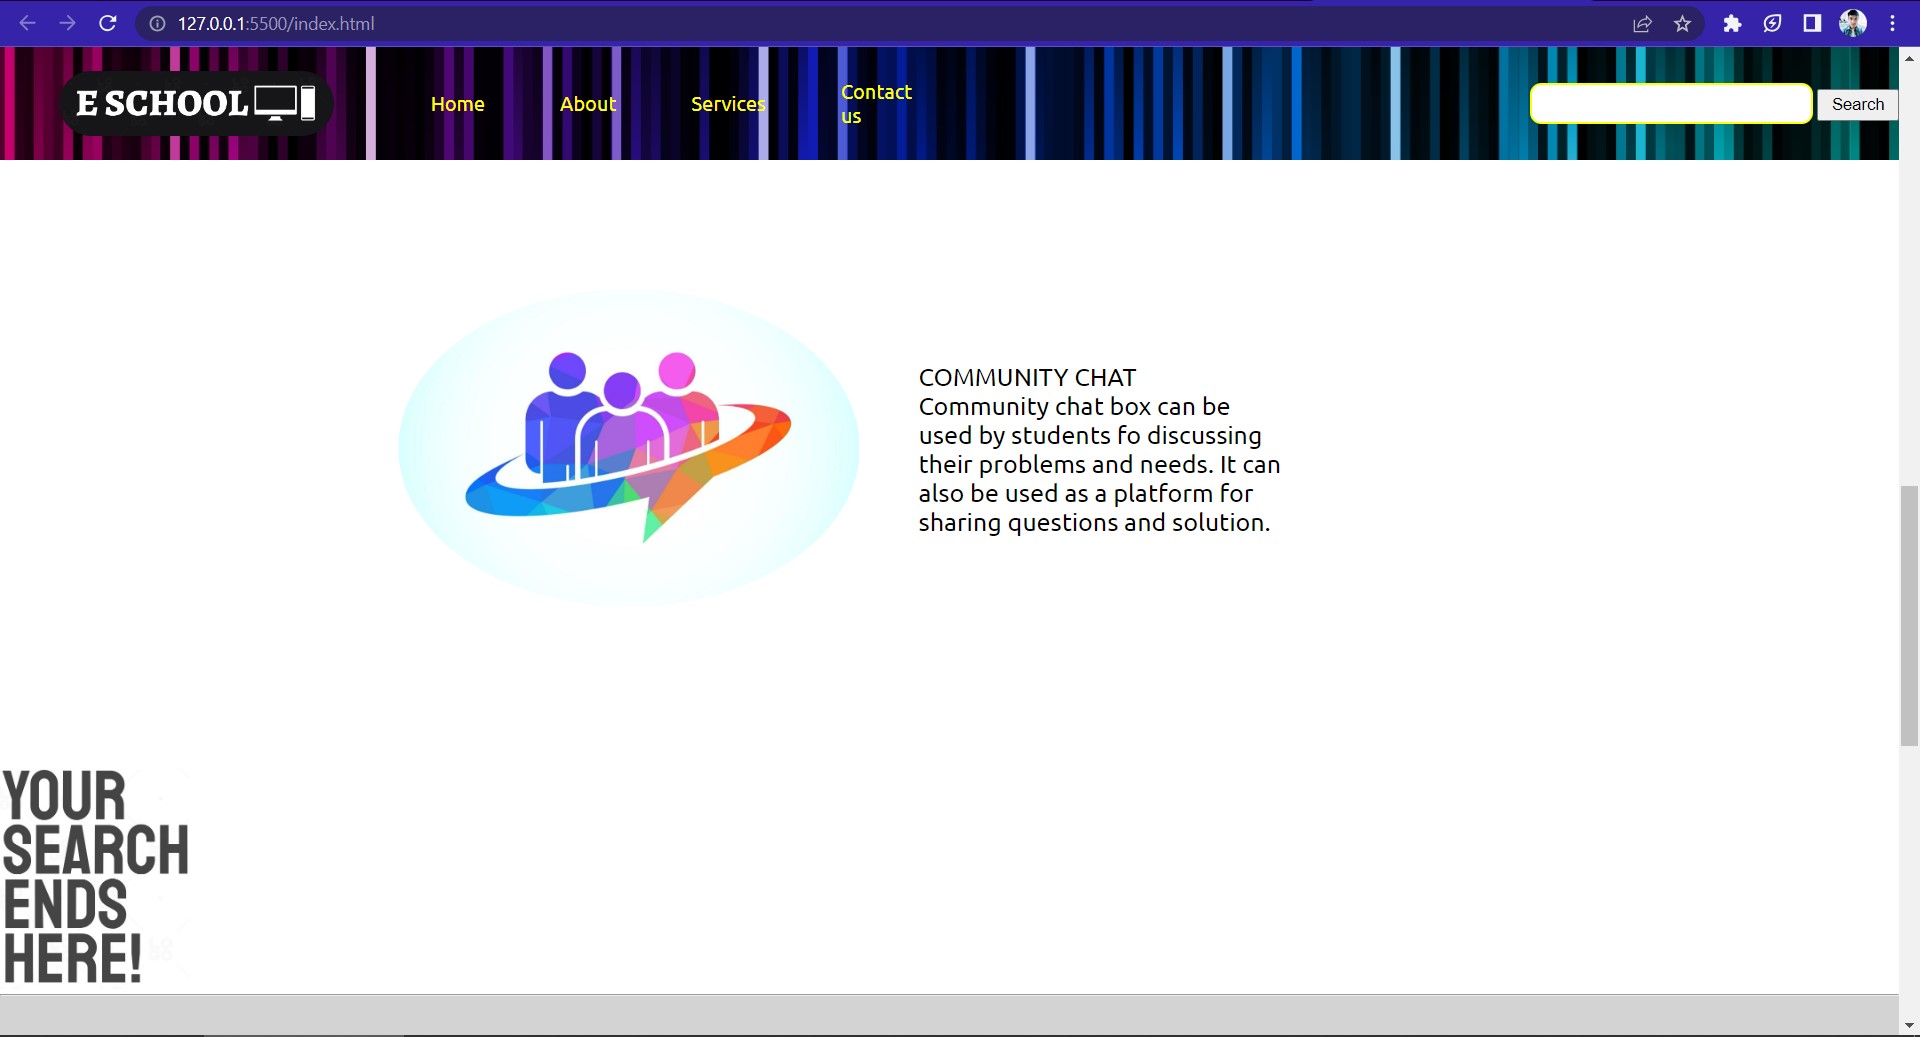 127.0.0.1:5500/index.html
E SCHOOL
Home
About
Services
Contact
us
Search
COMMUNITY CHAT
Community chat box can be
used by students fo discussing
their problems and needs. It can
also be used as a platform for
sharing questions and solution.
YOUR
SEARCH
ENDS
HERE!